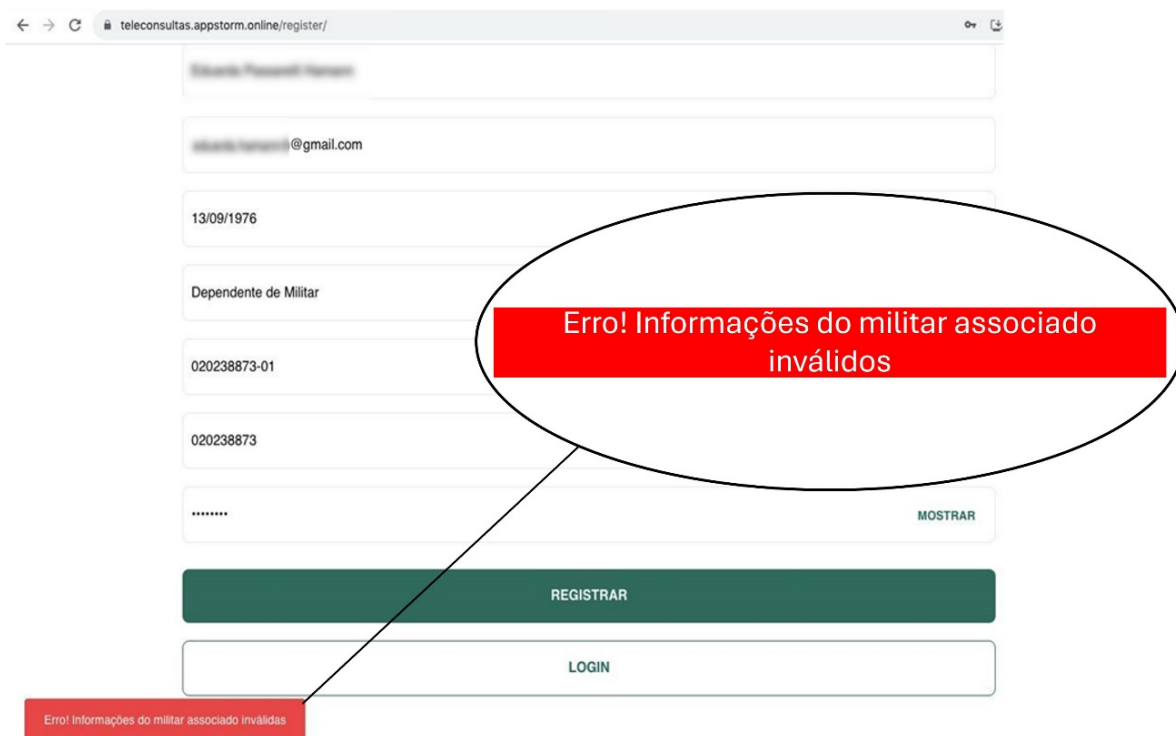 teleconsultas.appstorm.online/register/
@gmail.com
13/09/1976
Dependente de Militar
020238873-01
020238873
········
MOSTRAR
REGISTRAR
LOGIN
Erro! Informações do militar associado inválidas
Erro! Informações do militar associado
inválidos